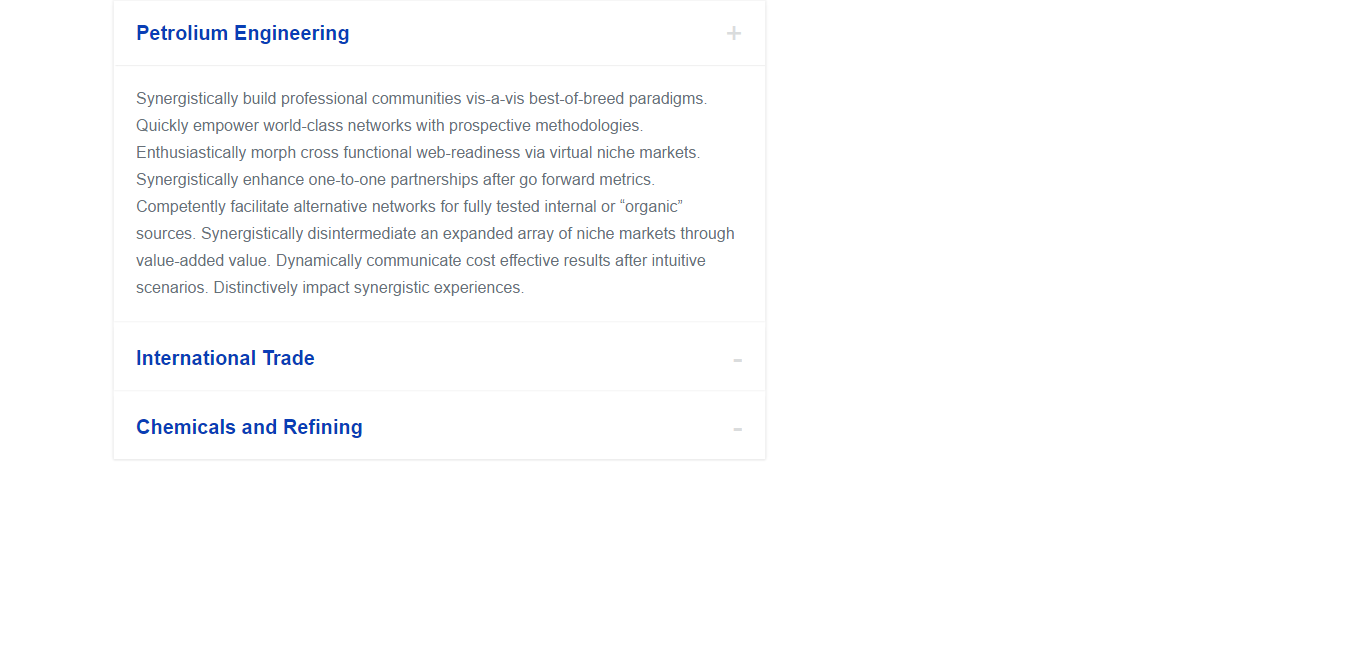 Petrolium Engineering +
Synergistically build professional communities vis-a-vis best-of-breed paradigms.
Quickly empower world-class networks with prospective methodologies.
Enthusiastically morph cross functional web-readiness via virtual niche markets.
Synergistically enhance one-to-one partnerships after go forward metrics.
Competently facilitate alternative networks for fully tested internal or “organic”
sources. Synergistically disintermediate an expanded array of niche markets through
value-added value. Dynamically communicate cost effective results after intuitive
scenarios. Distinctively impact synergistic experiences.
International Trade -
Chemicals and Refining -